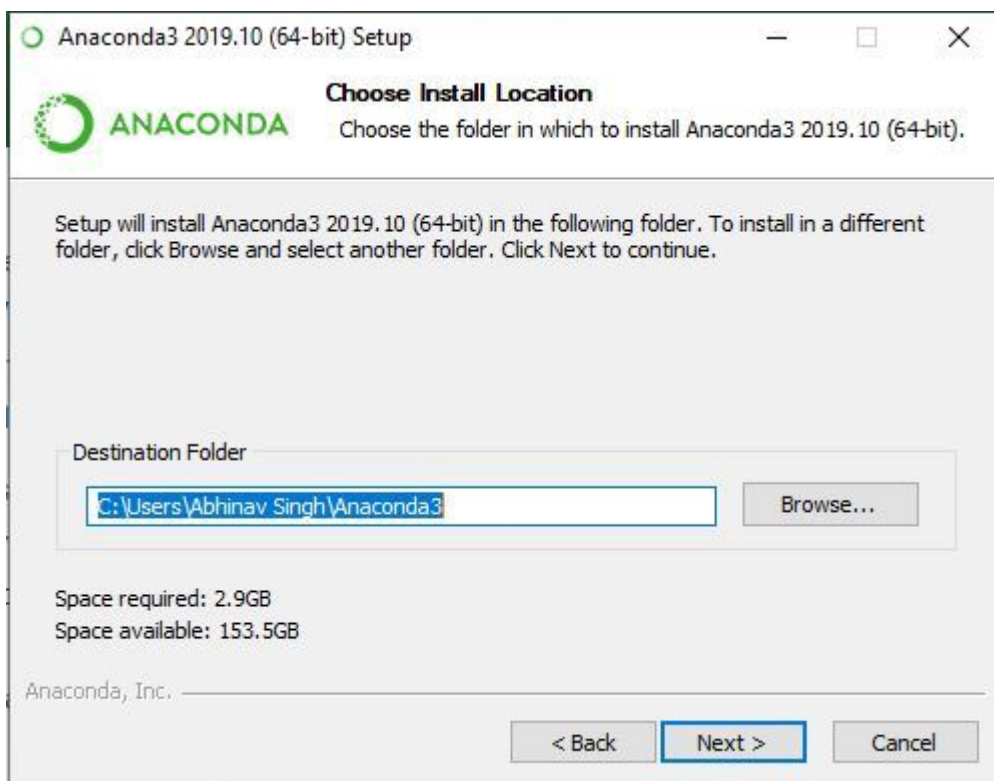 Anaconda3 2019.10 (64-bit) Setup
ANACONDA
Choose Install Location
Choose the folder in which to install Anaconda3 2019.10 (64-bit).
Setup will install Anaconda3 2019.10 (64-bit) in the following folder. To install in a different
folder, click Browse and select another folder. Click Next to continue.
Destination Folder
C:\Users\Abhinav Singh\Anaconda3
Browse...
Space required: 2.9GB
Space available: 153.5GB
Anaconda, Inc.
< Back
Next >
Cancel